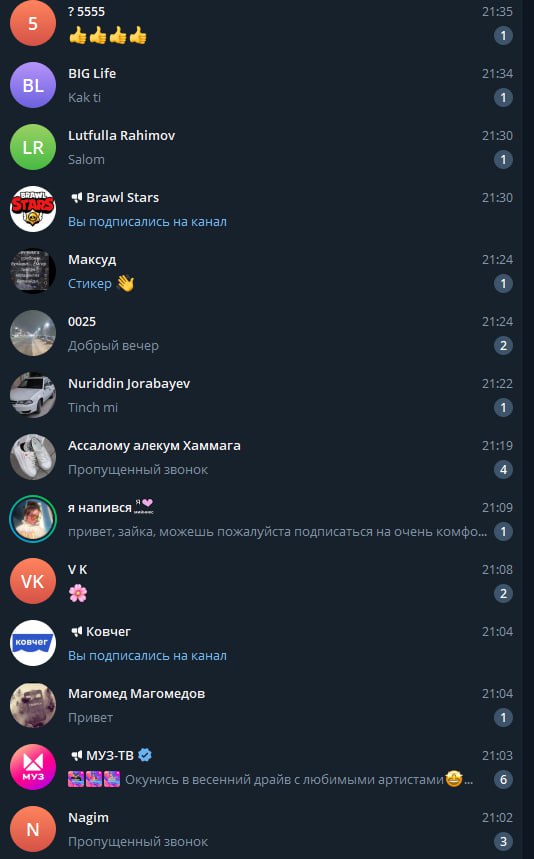 5
? 5555
21:35
👍👍👍👍
1
BL
BIG Life
21:34
Kak ti
1
LR
Lutfulla Rahimov
21:30
Salom
1
BRAWL
STARS
Brawl Stars
21:30
Вы подписались на канал
Максуд
21:24
Стикер 👋
1
0025
21:24
Добрый вечер
2
Nuriddin Jorabayev
21:22
Tinch mi
1
Ассалому алекум Хаммага
21:19
Пропущенный звонок
4
я напився
21:09
привет, зайка, можешь пожалуйста подписаться на очень комфо...
1
VK
V K
21:08
🌸
2
ковчег
Ковчег
21:04
Вы подписались на канал
Магомед Магомедов
21:04
Привет
1
МУЗ
МУЗ-ТВ
21:03
Окунись в весенний драйв с любимыми артистами🤩...
6
N
Nagim
21:02
Пропущенный звонок
3